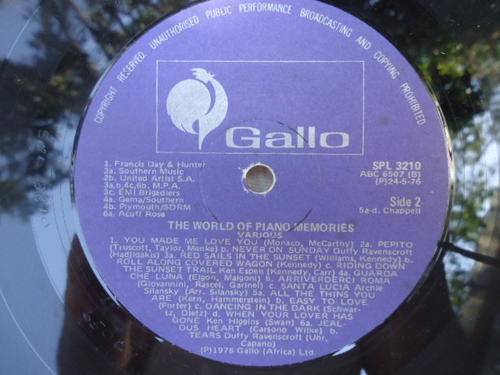 COPYRIGHT RESERVED. UNAUTHORISED PUBLIC PERFORMANCE BROADCASTING AND COPYING PROHIBITED
Gallo
1. Francis Day & Hunter
2a. Southern Music
2b. United Artist S.A.
3a,b,4c,6b. M.P.A.
3c. EMI Brigadiers
4a. Gema/Southern
4b. Plymouth/SDRM
6a. Acuff Rose
SPL 3210
ABC 6507 (B)
(P)24-5-76
Side 2
5a-d. Chappell
THE WORLD OF PIANO MEMORIES
VARIOUS
1. YOU MADE ME LOVE YOU (Monaco, McCarthy) 2a. PEPITO
(Truscott, Taylor, Monke) b. NEVER ON SUNDAY Duffy Ravenscroft
(Hadjidakis) 3a. RED SAILS IN THE SUNSET (Williams, Kennedy) b.
ROLL ALONG COVERED WAGON (Kennedy) c. RIDING DOWN
THE SUNSET TRAIL Ken Espen (Kennedy, Carr) 4a. GUARDA
CHE LUNA (Elgori, Malgoni) b. ARRIVERDERCI ROMA
(Giovannini, Rascel, Garinei) c. SANTA LUCIA Archie
Silansky (Arr. Silansky) 5a. ALL THE THINGS YOU
ARE (Kern, Hammerstein) b. EASY TO LOVE
(Porter) c. DANCING IN THE DARK (Schwar-
tz, Dietz) d. WHEN YOUR LOVER HAS
GONE Ken Higgins (Swan) 6a. JEAL-
OUS HEART (Carsono Wilke) b.
TEARS Duffy Ravenscroft (Uhr,
Capano)
(P)1976 Gallo (Africa) Ltd.